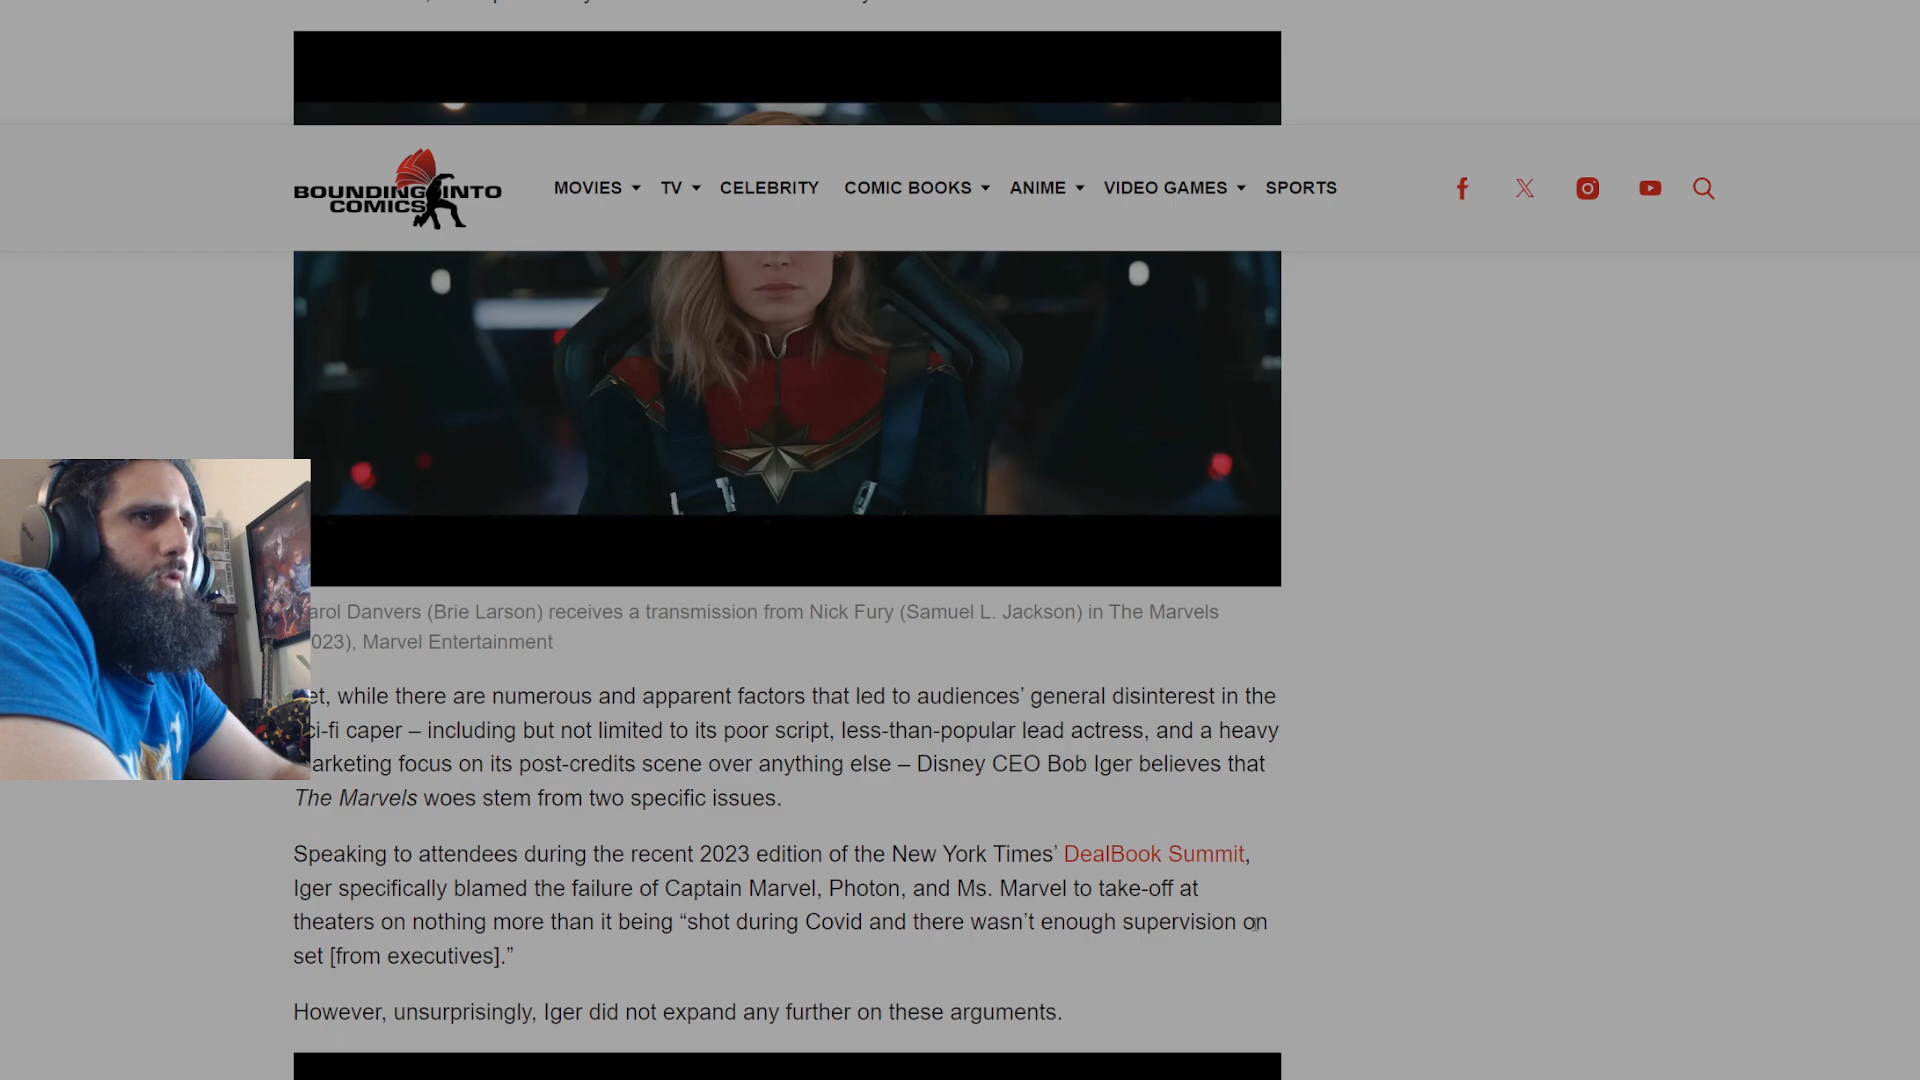 BOUNDING INTO
COMICS
MOVIES
TV
CELEBRITY
COMIC BOOKS
ANIME
VIDEO GAMES
SPORTS
arol Danvers (Brie Larson) receives a transmission from Nick Fury (Samuel L. Jackson) in The Marvels
023), Marvel Entertainment
et, while there are numerous and apparent factors that led to audiences’ general disinterest in the
ci-fi caper – including but not limited to its poor script, less-than-popular lead actress, and a heavy
arketing focus on its post-credits scene over anything else – Disney CEO Bob Iger believes that
The Marvels woes stem from two specific issues.
Speaking to attendees during the recent 2023 edition of the New York Times’ DealBook Summit,
Iger specifically blamed the failure of Captain Marvel, Photon, and Ms. Marvel to take-off at
theaters on nothing more than it being “shot during Covid and there wasn’t enough supervision on
set [from executives].”
However, unsurprisingly, Iger did not expand any further on these arguments.